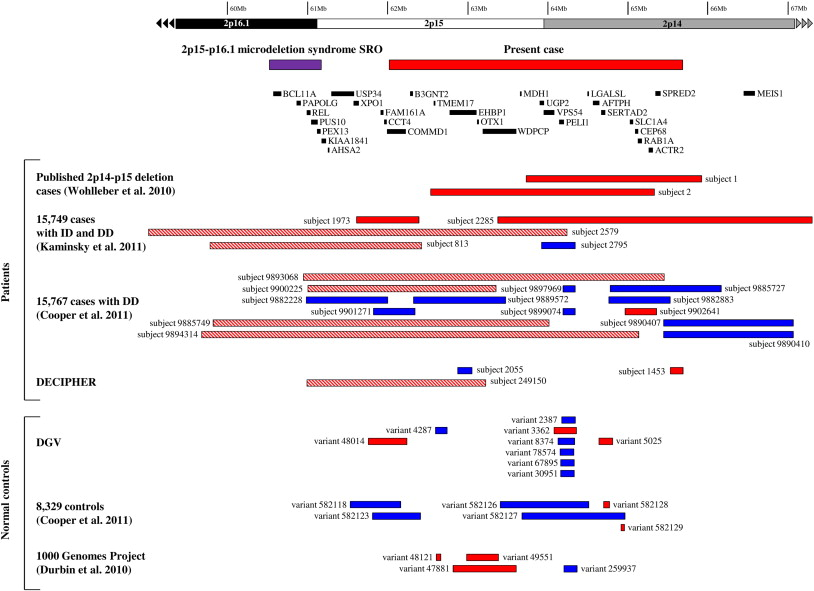 60Mb 61Mb 62Mb 63Mb 64Mb 65Mb 66Mb 67Mb
2p16.1 2p15 2p14
2p15-p16.1 microdeletion syndrome SRO Present case
BCL11A USP34 B3GNT2 MDH1 LGALSL SPRED2 MEIS1
PAPOLG XPO1 TMEM17 UGP2 AFTPH
REL FAM161A EHBP1 VPS54 SERTAD2
PUS10 CCT4 OTX1 PELI1 SLC1A4
PEX13 COMMD1 WDPCP CEP68
KIAA1841 RAB1A
AHSA2 ACTR2
Patients
Published 2p14-p15 deletion
cases (Wohlleber et al. 2010)
subject 1
subject 2
15,749 cases
with ID and DD
(Kaminsky et al. 2011)
subject 1973 subject 2285
subject 2579
subject 813 subject 2795
15,767 cases with DD
(Cooper et al. 2011)
subject 9893068
subject 9900225 subject 9897969 subject 9885727
subject 9882228 subject 9889572 subject 9882883
subject 9901271 subject 9899074 subject 9902641
subject 9885749 subject 9890407
subject 9894314
subject 9890410
DECIPHER
subject 2055 subject 1453
subject 249150
Normal controls
DGV
variant 2387
variant 4287 variant 3362
variant 48014 variant 8374 variant 5025
variant 78574
variant 67895
variant 30951
8,329 controls
(Cooper et al. 2011)
variant 582118 variant 582126 variant 582128
variant 582123 variant 582127
variant 582129
1000 Genomes Project
(Durbin et al. 2010)
variant 48121 variant 49551
variant 47881 variant 259937